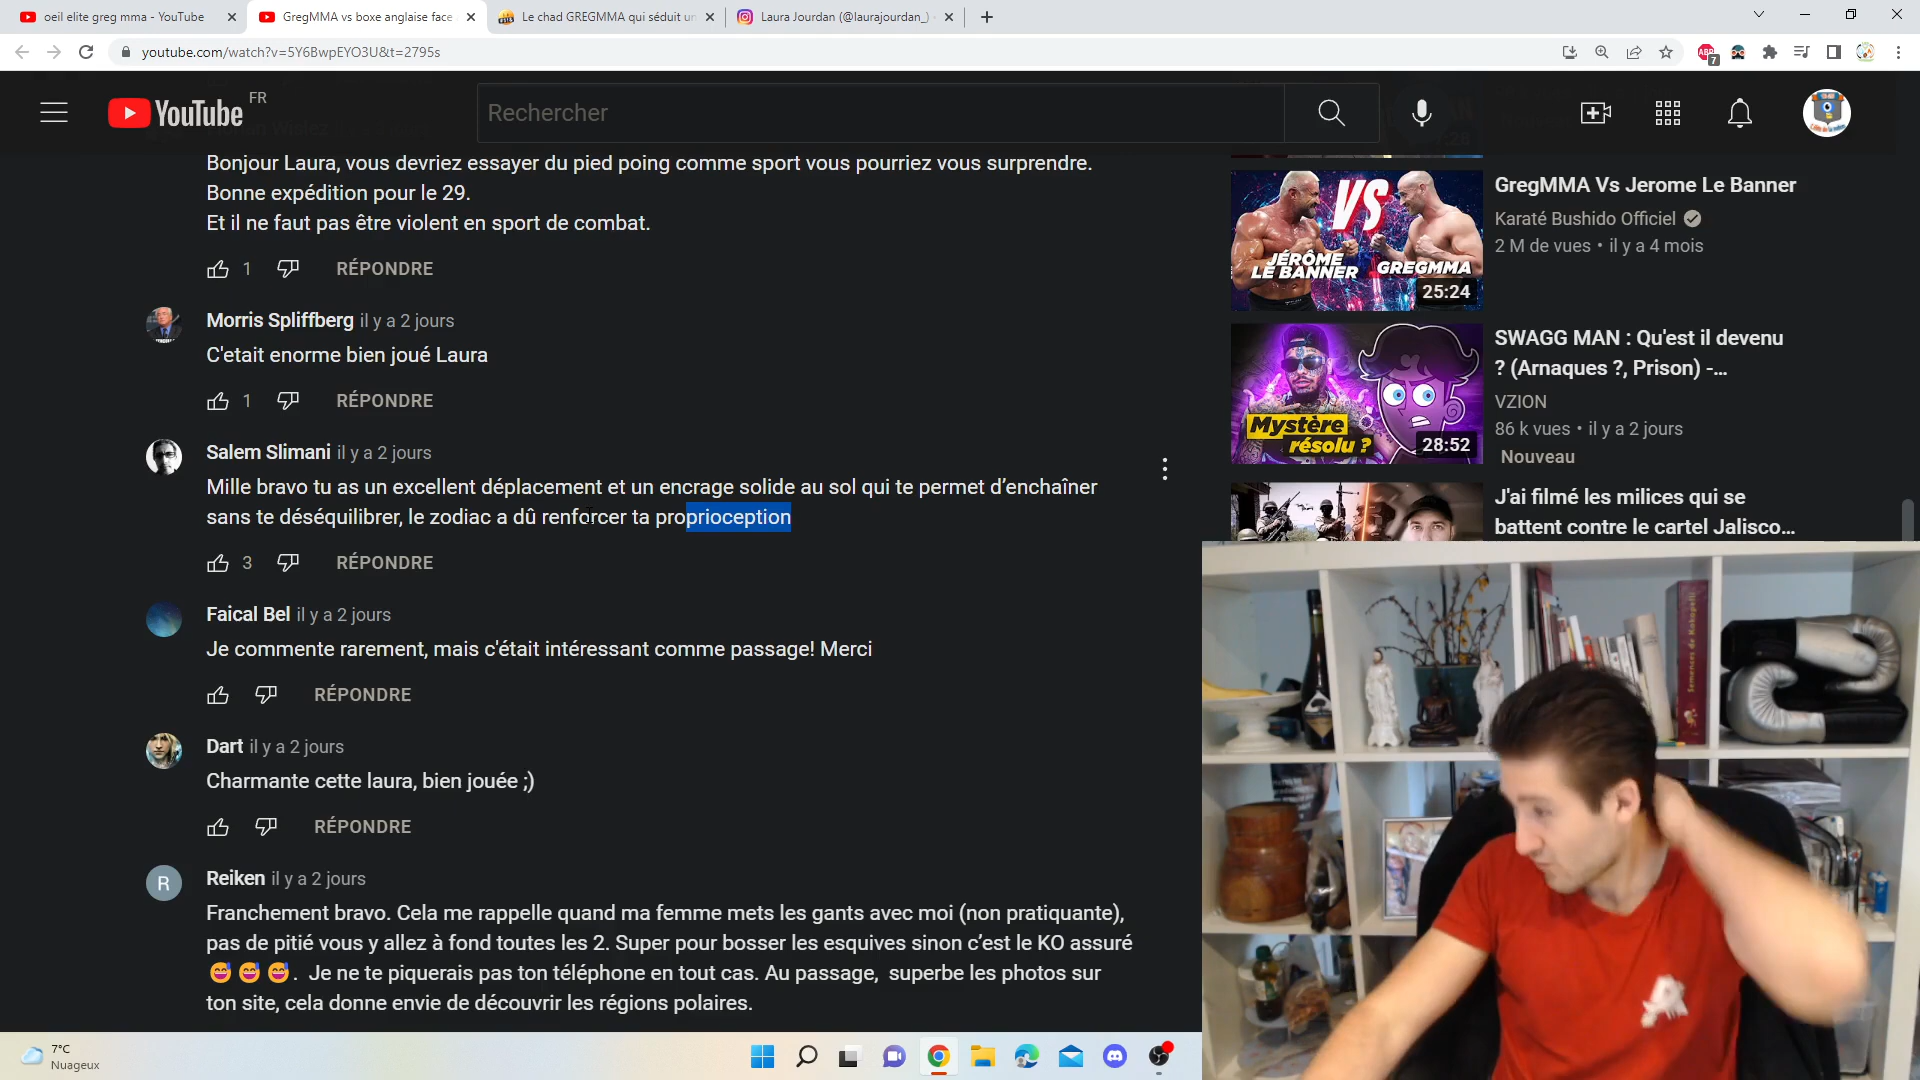 oeil elite greg mma - YouTube
GregMMA vs boxe anglaise face
Le chad GREGMMA qui séduit un
Laura Jourdan (@laurajourdan_)
youtube.com/watch?v=5Y6BwpEYO3U&t=2795s
ABP
7
YouTube
FR
Rechercher
Bonjour Laura, vous devriez essayer du pied poing comme sport vous pourriez vous surprendre.
Bonne expédition pour le 29.
Et il ne faut pas être violent en sport de combat.
1 RÉPONDRE
Morris Spliffberg il y a 2 jours
C'etait enorme bien joué Laura
1 RÉPONDRE
Salem Slimani il y a 2 jours
Mille bravo tu as un excellent déplacement et un encrage solide au sol qui te permet d’enchaîner
sans te déséquilibrer, le zodiac a dû renforcer ta proprioception
3 RÉPONDRE
Faical Bel il y a 2 jours
Je commente rarement, mais c'était intéressant comme passage! Merci
RÉPONDRE
Dart il y a 2 jours
Charmante cette laura, bien jouée ;)
RÉPONDRE
R
Reiken il y a 2 jours
Franchement bravo. Cela me rappelle quand ma femme mets les gants avec moi (non pratiquante),
pas de pitié vous y allez à fond toutes les 2. Super pour bosser les esquives sinon c’est le KO assuré
😅😅😅. Je ne te piquerais pas ton téléphone en tout cas. Au passage, superbe les photos sur
ton site, cela donne envie de découvrir les régions polaires.
VS
JÉRÔME
LE BANNER
GREGMMA
25:24
GregMMA Vs Jerome Le Banner
Karaté Bushido Officiel
2 M de vues • il y a 4 mois
Mystère
résolu ?
28:52
SWAGG MAN : Qu'est il devenu
? (Arnaques ?, Prison) -...
VZION
86 k vues • il y a 2 jours
Nouveau
J'ai filmé les milices qui se
battent contre le cartel Jalisco...
Semences de Kokopelli
7°C
Nuageux